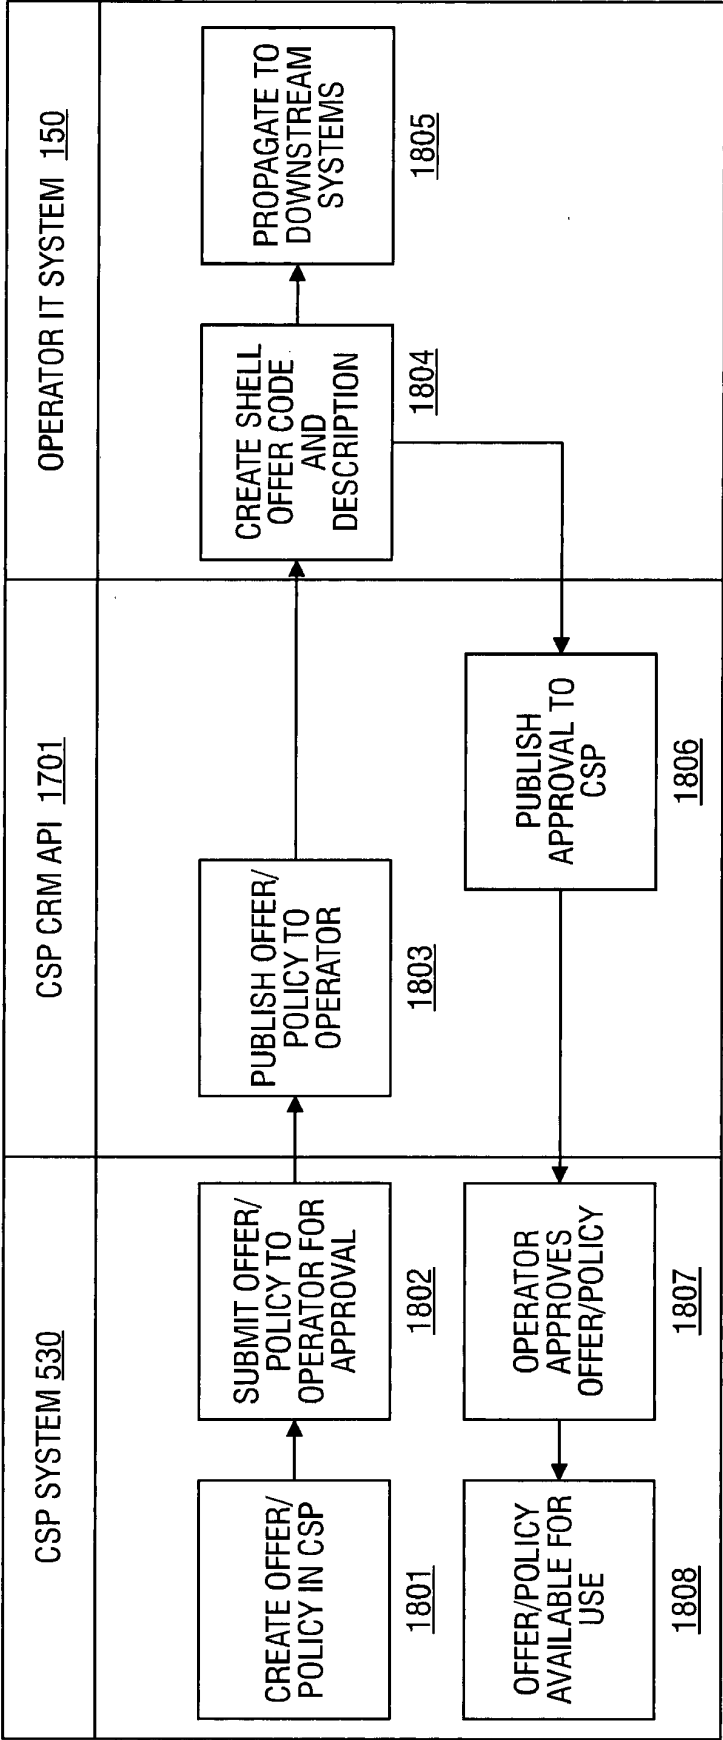 CSP SYSTEM 530
CSP CRM API 1701
OPERATOR IT SYSTEM 150
CREATE OFFER/
POLICY IN CSP
1801
SUBMIT OFFER/
POLICY TO
OPERATOR FOR
APPROVAL
1802
PUBLISH OFFER/
POLICY TO
OPERATOR
1803
CREATE SHELL
OFFER CODE
AND
DESCRIPTION
1804
PROPAGATE TO
DOWNSTREAM
SYSTEMS
1805
OFFER/POLICY
AVAILABLE FOR
USE
1808
OPERATOR
APPROVES
OFFER/POLICY
1807
PUBLISH
APPROVAL TO
CSP
1806